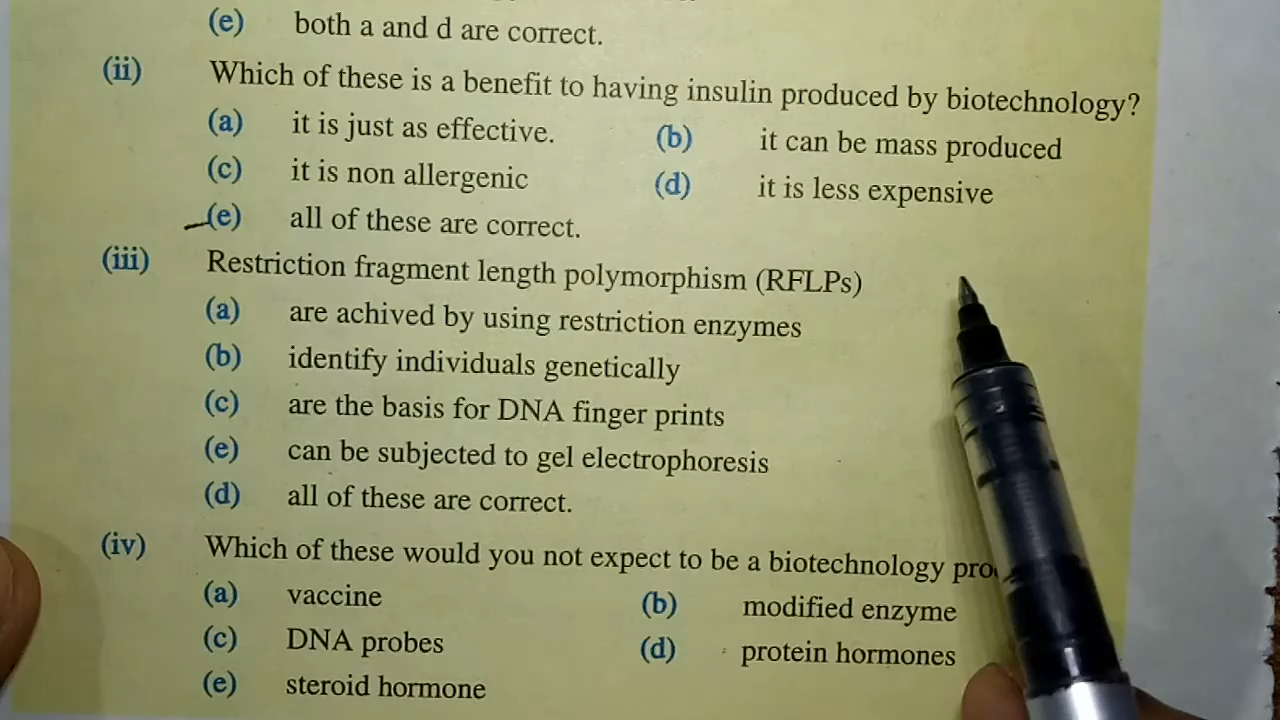 (e) both a and d are correct.
(ii) Which of these is a benefit to having insulin produced by biotechnology?
(a) it is just as effective. (b) it can be mass produced
(c) it is non allergenic (d) it is less expensive
(e) all of these are correct.
(iii) Restriction fragment length polymorphism (RFLPs)
(a) are achived by using restriction enzymes
(b) identify individuals genetically
(c) are the basis for DNA finger prints
(e) can be subjected to gel electrophoresis
(d) all of these are correct.
(iv) Which of these would you not expect to be a biotechnology
(a) vaccine (b) modified enzyme
(c) DNA probes (d) protein hormones
(e) steroid hormone